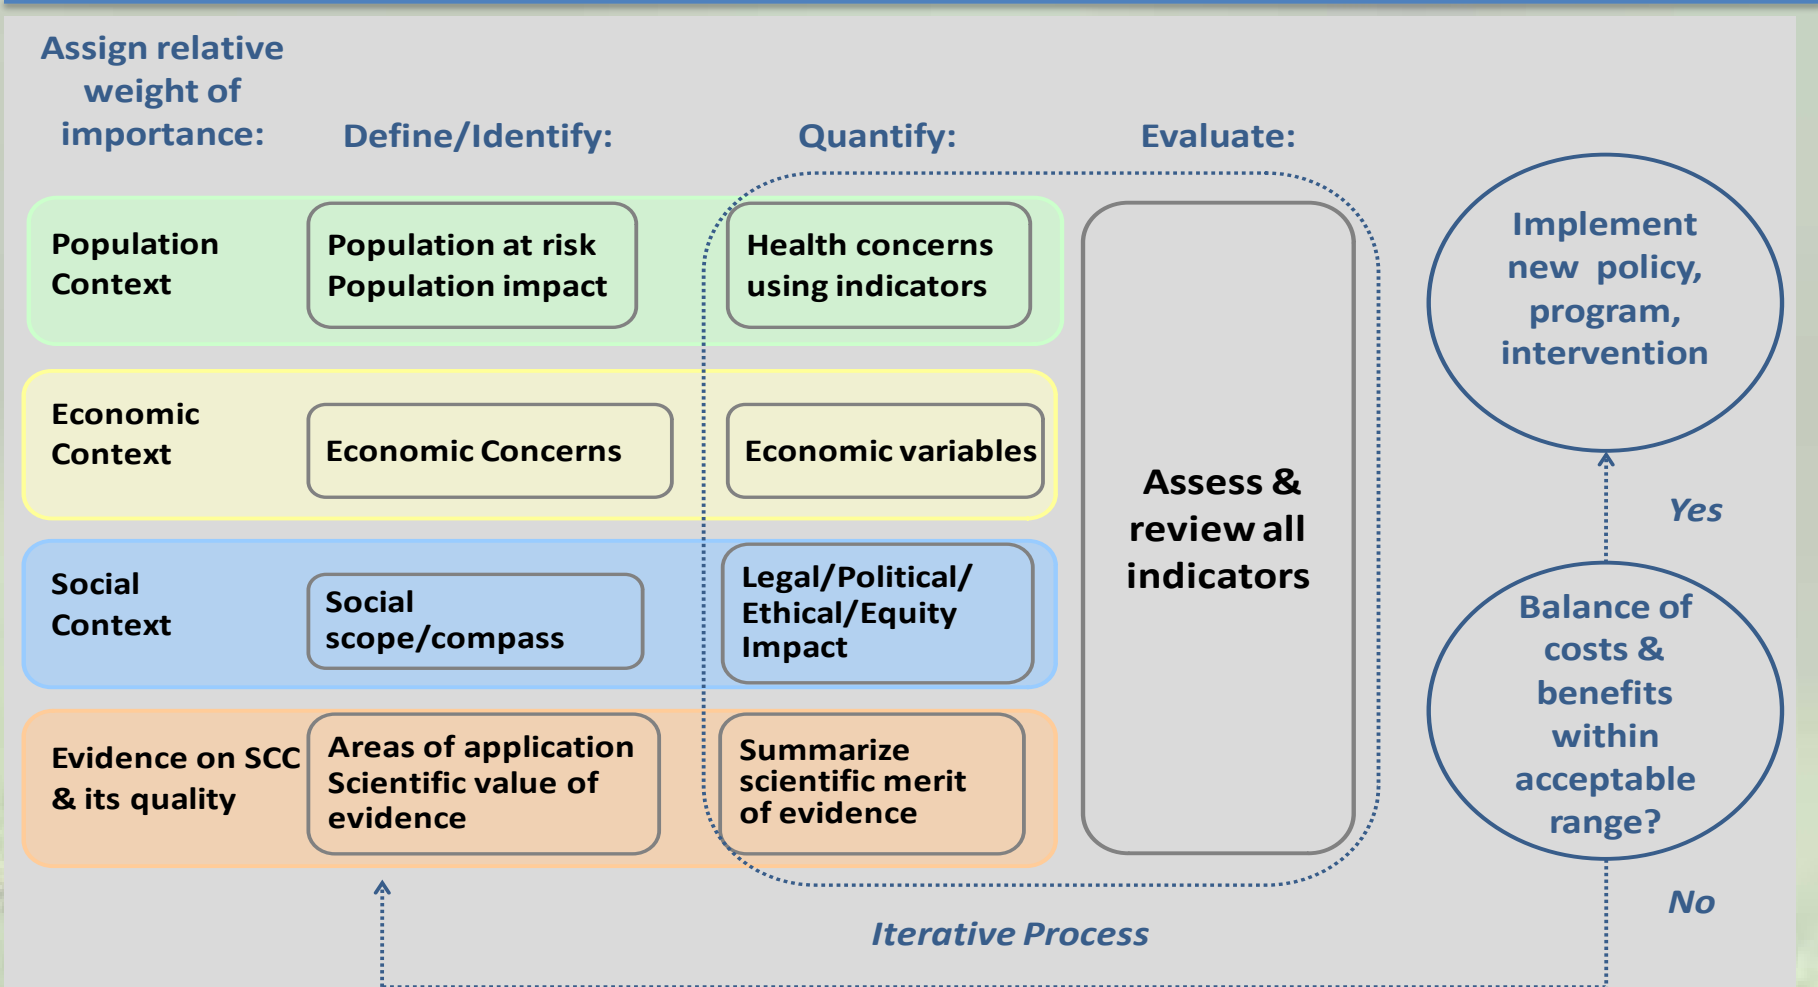 Assign relative
weight of
importance:
Define/Identify:
Quantify:
Evaluate:
Population
Context
Population at risk
Population impact
Health concerns
using indicators
Economic
Context
Economic Concerns
Economic variables
Social
Context
Social
scope/compass
Legal/Political/
Ethical/Equity
Impact
Evidence on SCC
& its quality
Areas of application
Scientific value of
evidence
Summarize
scientific merit
of evidence
Assess &
review all
indicators
Implement
new policy,
program,
intervention
Yes
Balance of
costs &
benefits
within
acceptable
range?
No
Iterative Process